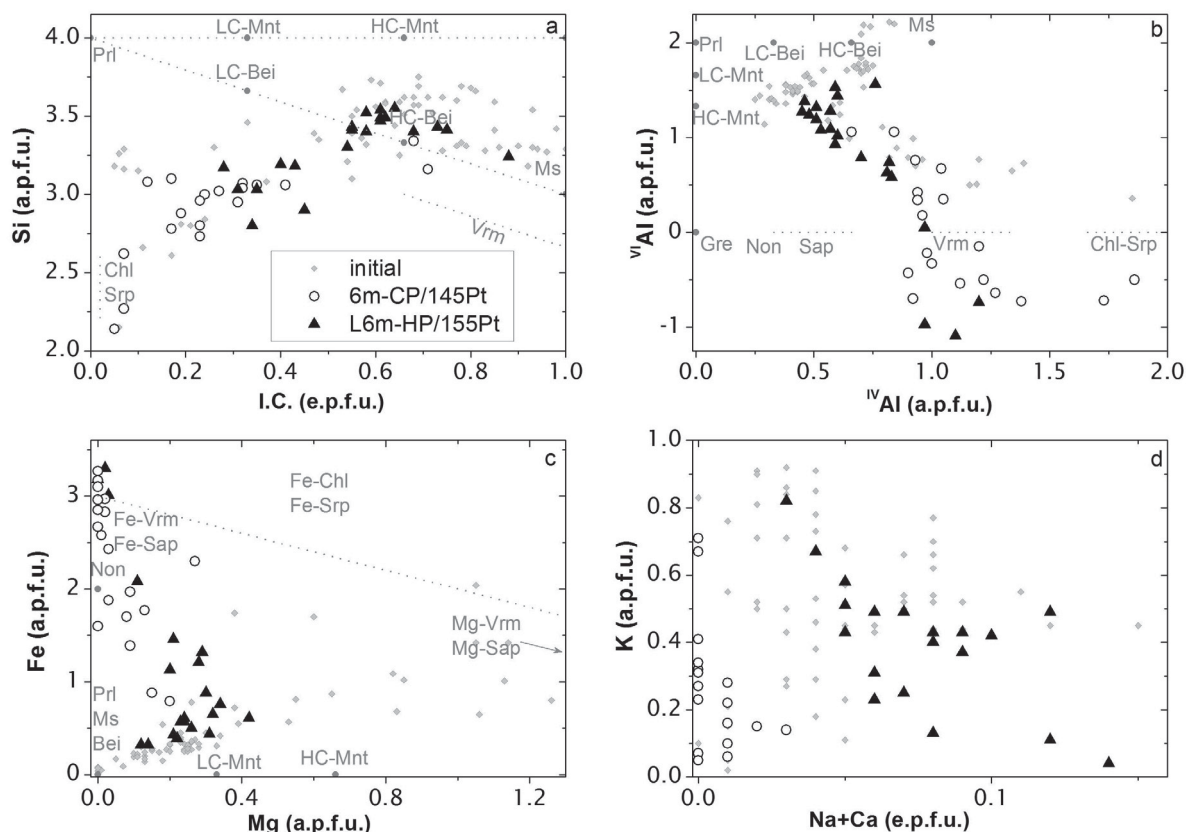 a
LC-Mnt HC-Mnt
4.0
Prl
LC-Bei
3.5
HC-Bei
Ms
3.0
Vrm
2.5
Chl
Srp
2.0
initial
6m-CP/145Pt
L6m-HP/155Pt
0.0 0.2 0.4 0.6 0.8 1.0
I.C. (e.p.f.u.)
Si (a.p.f.u.)
b
Ms
2
Prl
LC-Bei
HC-Bei
LC-Mnt
HC-Mnt
1
0
Gre Non Sap Vrm Chl-Srp
-1
0.0 0.5 1.0 1.5 2.0
IVAl (a.p.f.u.)
VIAl (a.p.f.u.)
c
Fe-Chl
Fe-Srp
3
Fe-Vrm
Fe-Sap
Non
2
Mg-Vrm
Mg-Sap
1
Prl
Ms
Bei
LC-Mnt HC-Mnt
0
0.0 0.4 0.8 1.2
Mg (a.p.f.u.)
Fe (a.p.f.u.)
d
1.0
0.8
0.6
0.4
0.2
0.0
0.0 0.1
Na+Ca (e.p.f.u.)
K (a.p.f.u.)